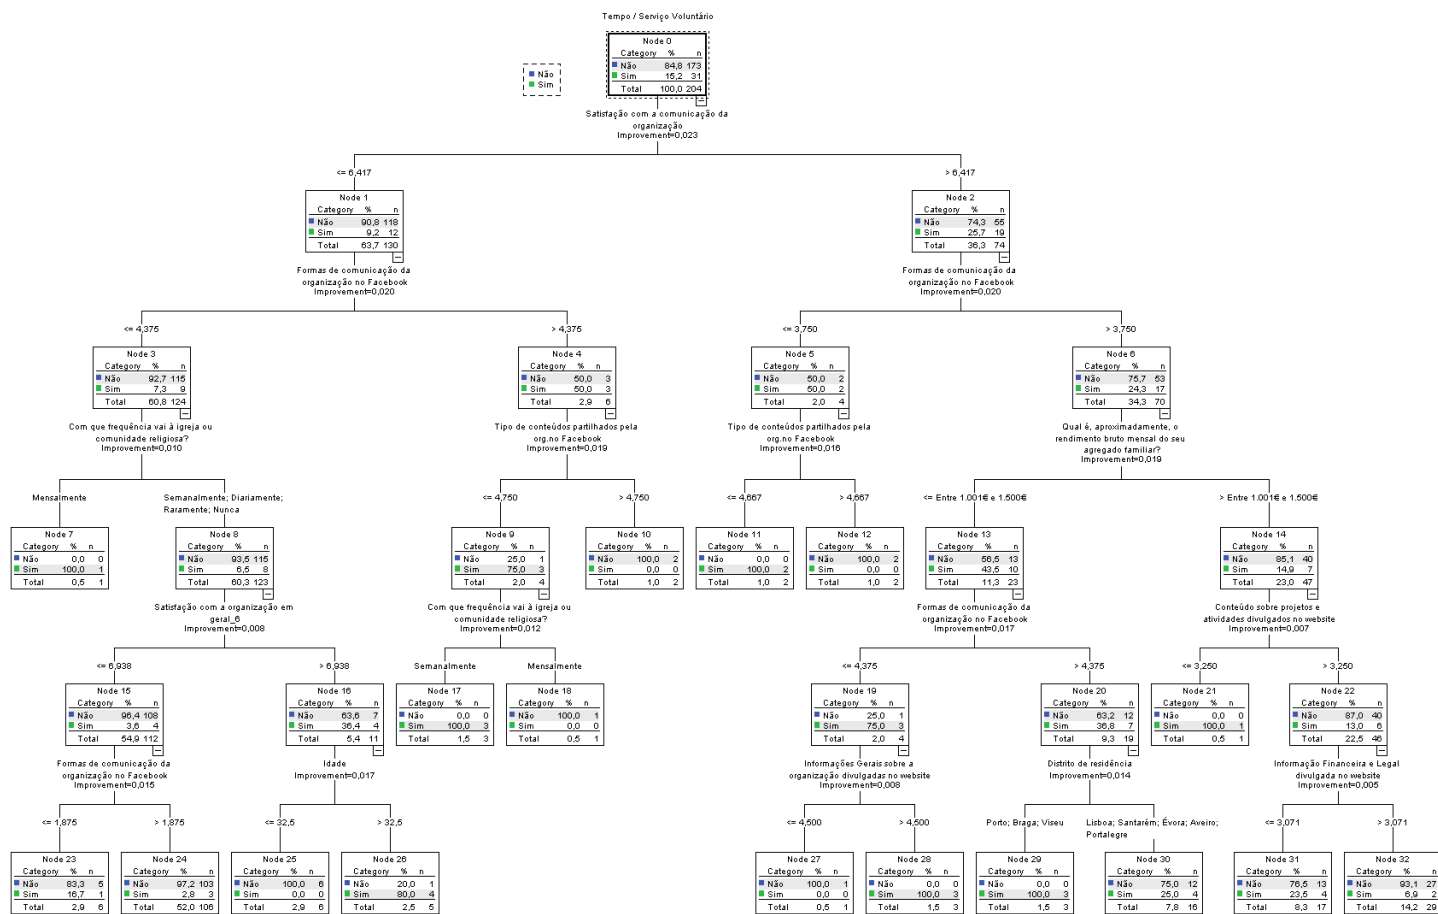 Tempo / Serviço Voluntário
Node 0
Category % n
Não 84,8 173
Sim 15,2 31
Total 100,0 204
Não
Sim
Satisfação com a comunicação da
organização
Improvement=0,023
<= 6,417
> 6,417
Node 1
Category % n
Não 90,8 118
Sim 9,2 12
Total 63,7 130
Node 2
Category % n
Não 74,3 55
Sim 25,7 19
Total 36,3 74
Formas de comunicação da
organização no Facebook
Improvement=0,020
Formas de comunicação da
organização no Facebook
Improvement=0,020
<= 4,375
> 4,375
<= 3,750
> 3,750
Node 3
Category % n
Não 92,7 115
Sim 7,3 9
Total 60,8 124
Node 4
Category % n
Não 50,0 3
Sim 50,0 3
Total 2,9 6
Node 5
Category % n
Não 50,0 2
Sim 50,0 2
Total 2,0 4
Node 6
Category % n
Não 75,7 53
Sim 24,3 17
Total 34,3 70
Com que frequência vai à igreja ou
comunidade religiosa?
Improvement=0,010
Tipo de conteúdos partilhados pela
org.no Facebook
Improvement=0,019
Tipo de conteúdos partilhados pela
org.no Facebook
Improvement=0,016
Qual é, aproximadamente, o
rendimento bruto mensal do seu
agregado familiar?
Improvement=0,019
Mensalmente
Semanalmente; Diariamente;
Raramente; Nunca
<= 4,750
> 4,750
<= 4,667
> 4,667
<= Entre 1.001€ e 1.500€
> Entre 1.001€ e 1.500€
Node 7
Category % n
Não 0,0 0
Sim 100,0 1
Total 0,5 1
Node 8
Category % n
Não 93,5 115
Sim 6,5 8
Total 60,3 123
Node 9
Category % n
Não 25,0 1
Sim 75,0 3
Total 2,0 4
Node 10
Category % n
Não 100,0 2
Sim 0,0 0
Total 1,0 2
Node 11
Category % n
Não 0,0 0
Sim 100,0 2
Total 1,0 2
Node 12
Category % n
Não 100,0 2
Sim 0,0 0
Total 1,0 2
Node 13
Category % n
Não 56,5 13
Sim 43,5 10
Total 11,3 23
Node 14
Category % n
Não 85,1 40
Sim 14,9 7
Total 23,0 47
Satisfação com a organização em
geral_6
Improvement=0,008
Com que frequência vai à igreja ou
comunidade religiosa?
Improvement=0,012
Formas de comunicação da
organização no Facebook
Improvement=0,017
Conteúdo sobre projetos e
atividades divulgados no website
Improvement=0,007
<= 6,938
> 6,938
Semanalmente
Mensalmente
<= 4,375
> 4,375
<= 3,250
> 3,250
Node 15
Category % n
Não 96,4 108
Sim 3,6 4
Total 54,9 112
Node 16
Category % n
Não 63,6 7
Sim 36,4 4
Total 5,4 11
Node 17
Category % n
Não 0,0 0
Sim 100,0 3
Total 1,5 3
Node 18
Category % n
Não 100,0 1
Sim 0,0 0
Total 0,5 1
Node 19
Category % n
Não 25,0 1
Sim 75,0 3
Total 2,0 4
Node 20
Category % n
Não 63,2 12
Sim 36,8 7
Total 9,3 19
Node 21
Category % n
Não 0,0 0
Sim 100,0 1
Total 0,5 1
Node 22
Category % n
Não 87,0 40
Sim 13,0 6
Total 22,5 46
Formas de comunicação da
organização no Facebook
Improvement=0,015
Idade
Improvement=0,017
Informações Gerais sobre a
organização divulgadas no website
Improvement=0,008
Distrito de residência
Improvement=0,014
Informação Financeira e Legal
divulgada no website
Improvement=0,005
<= 1,875
> 1,875
<= 32,5
> 32,5
<= 4,500
> 4,500
Porto; Braga; Viseu
Lisboa; Santarém; Évora; Aveiro;
Portalegre
<= 3,071
> 3,071
Node 23
Category % n
Não 83,3 5
Sim 16,7 1
Total 2,9 6
Node 24
Category % n
Não 97,2 103
Sim 2,8 3
Total 52,0 106
Node 25
Category % n
Não 100,0 6
Sim 0,0 0
Total 2,9 6
Node 26
Category % n
Não 20,0 1
Sim 80,0 4
Total 2,5 5
Node 27
Category % n
Não 100,0 1
Sim 0,0 0
Total 0,5 1
Node 28
Category % n
Não 0,0 0
Sim 100,0 3
Total 1,5 3
Node 29
Category % n
Não 0,0 0
Sim 100,0 3
Total 1,5 3
Node 30
Category % n
Não 75,0 12
Sim 25,0 4
Total 7,8 16
Node 31
Category % n
Não 76,5 13
Sim 23,5 4
Total 8,3 17
Node 32
Category % n
Não 93,1 27
Sim 6,9 2
Total 14,2 29